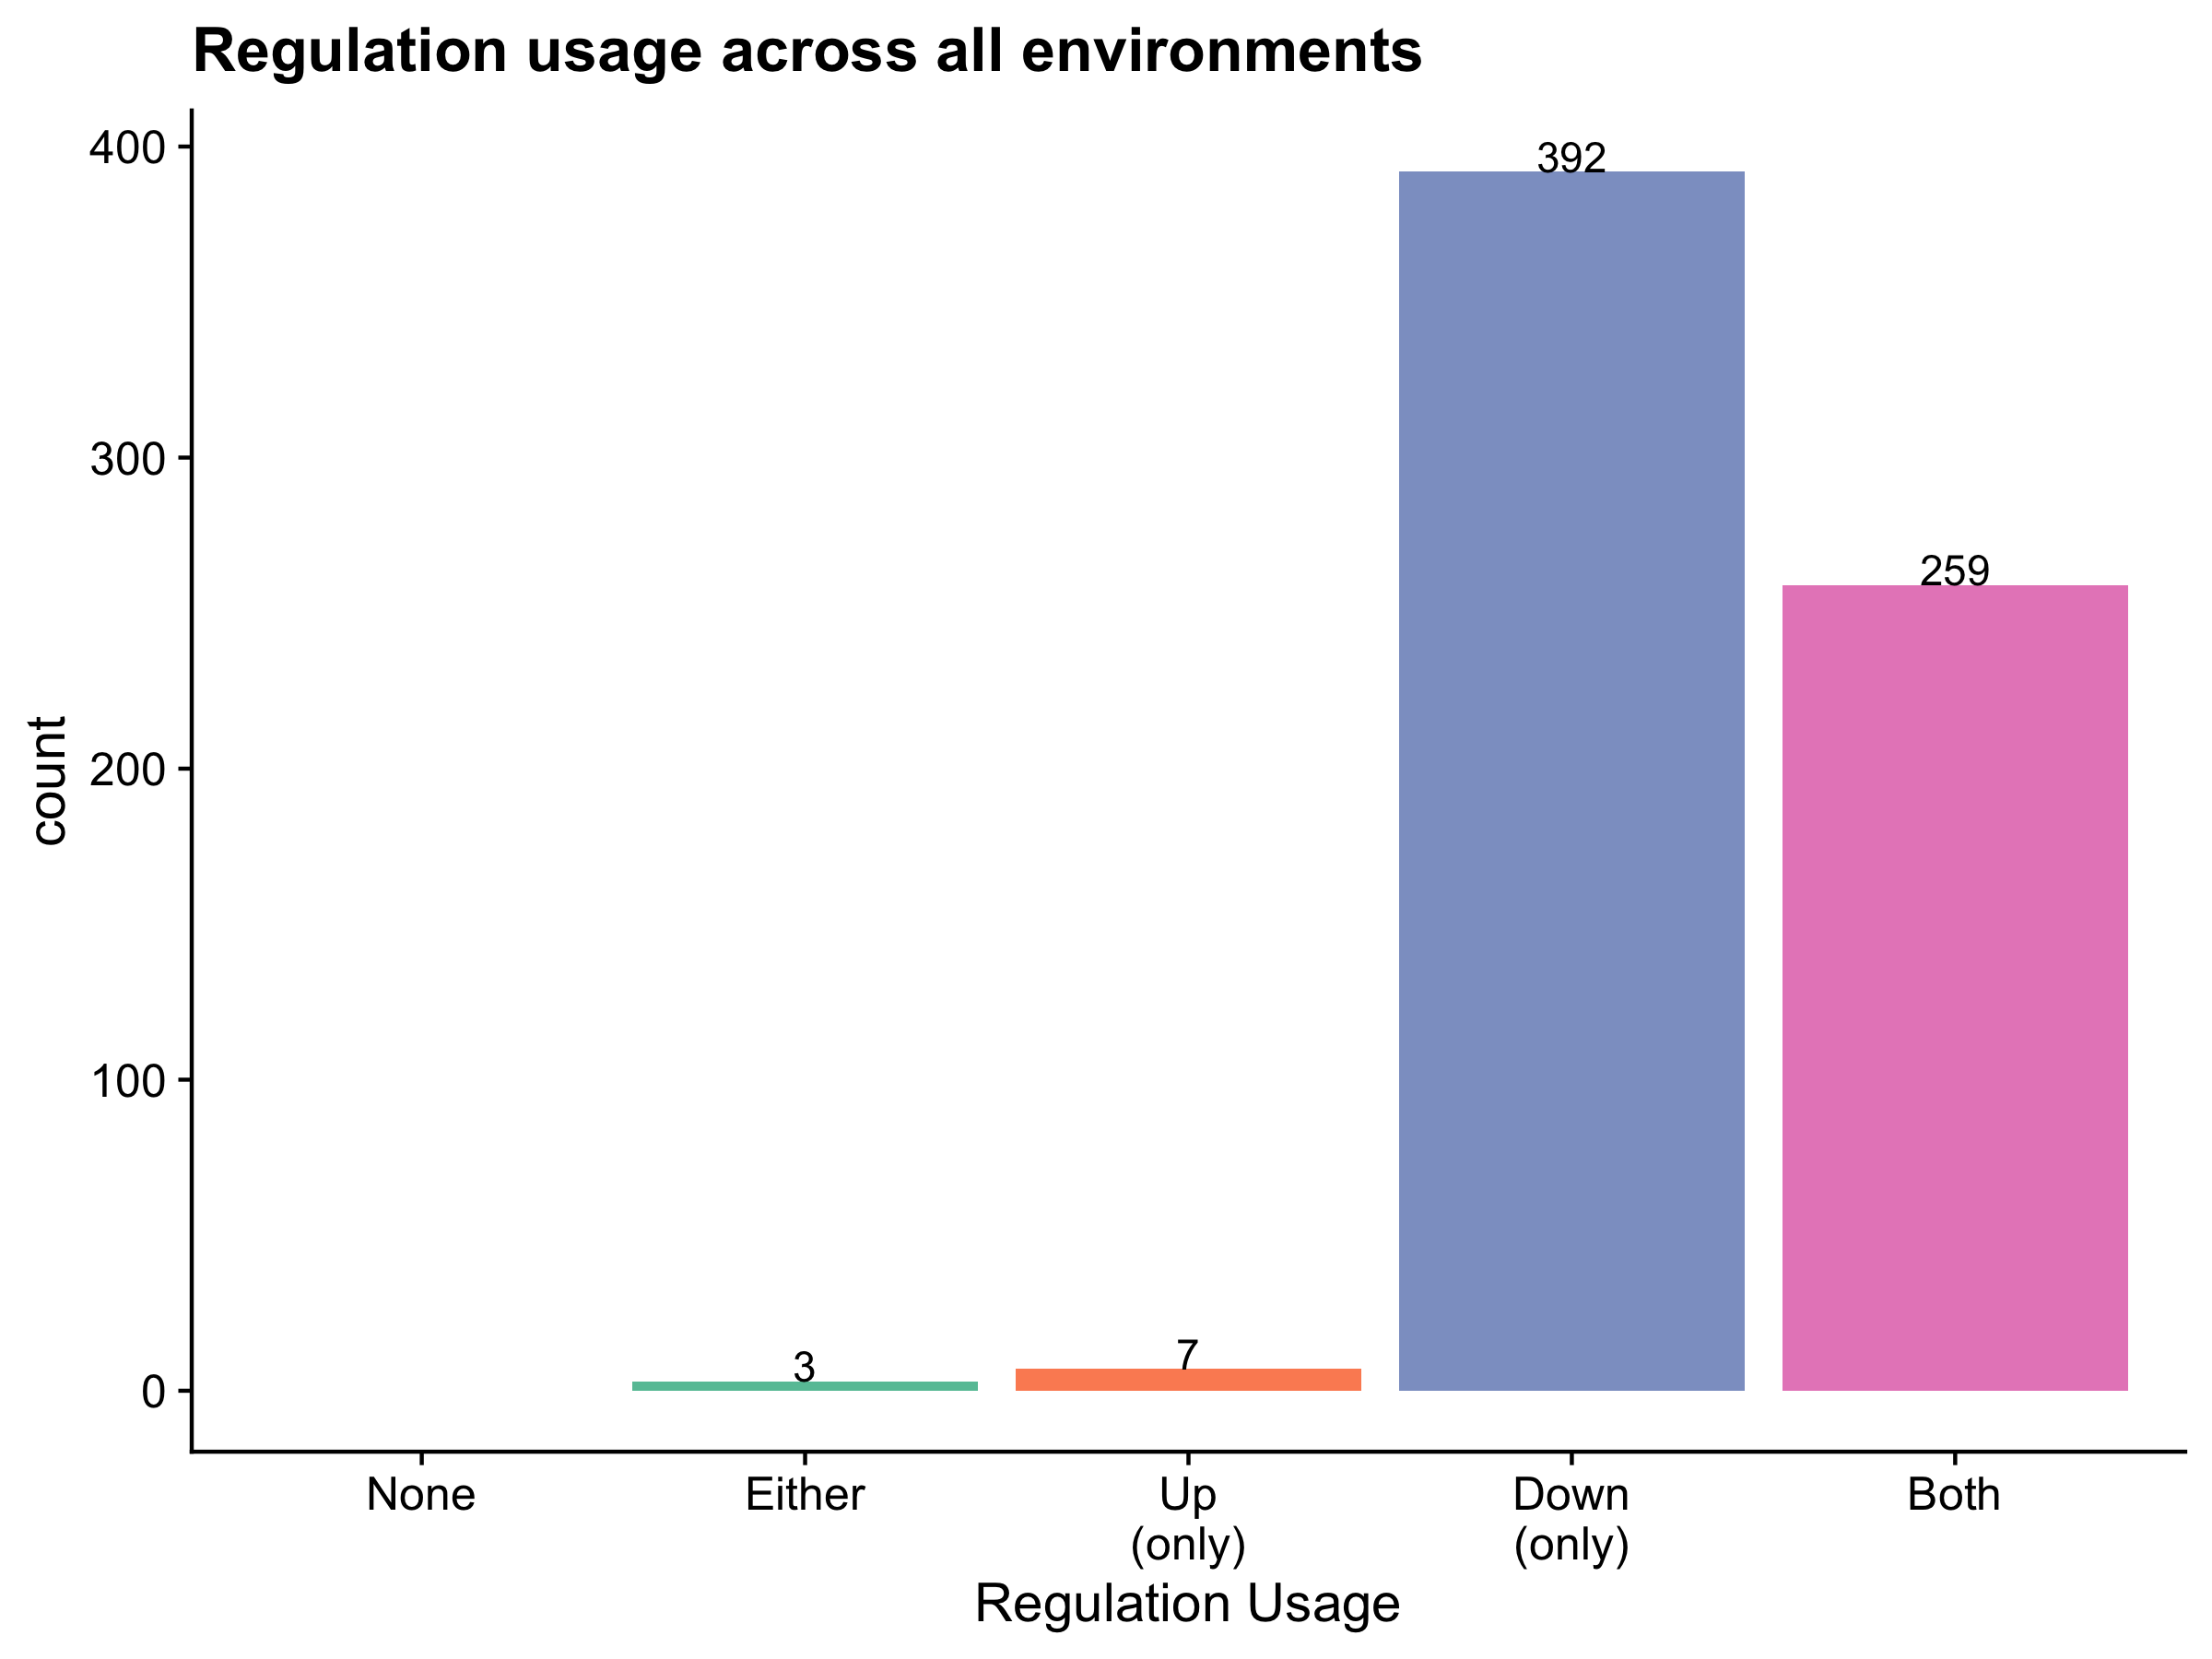 Regulation usage across all environments
400
300
200
100
0
count
392
259
3
7
None
Either
Up
(only)
Down
(only)
Both
Regulation Usage